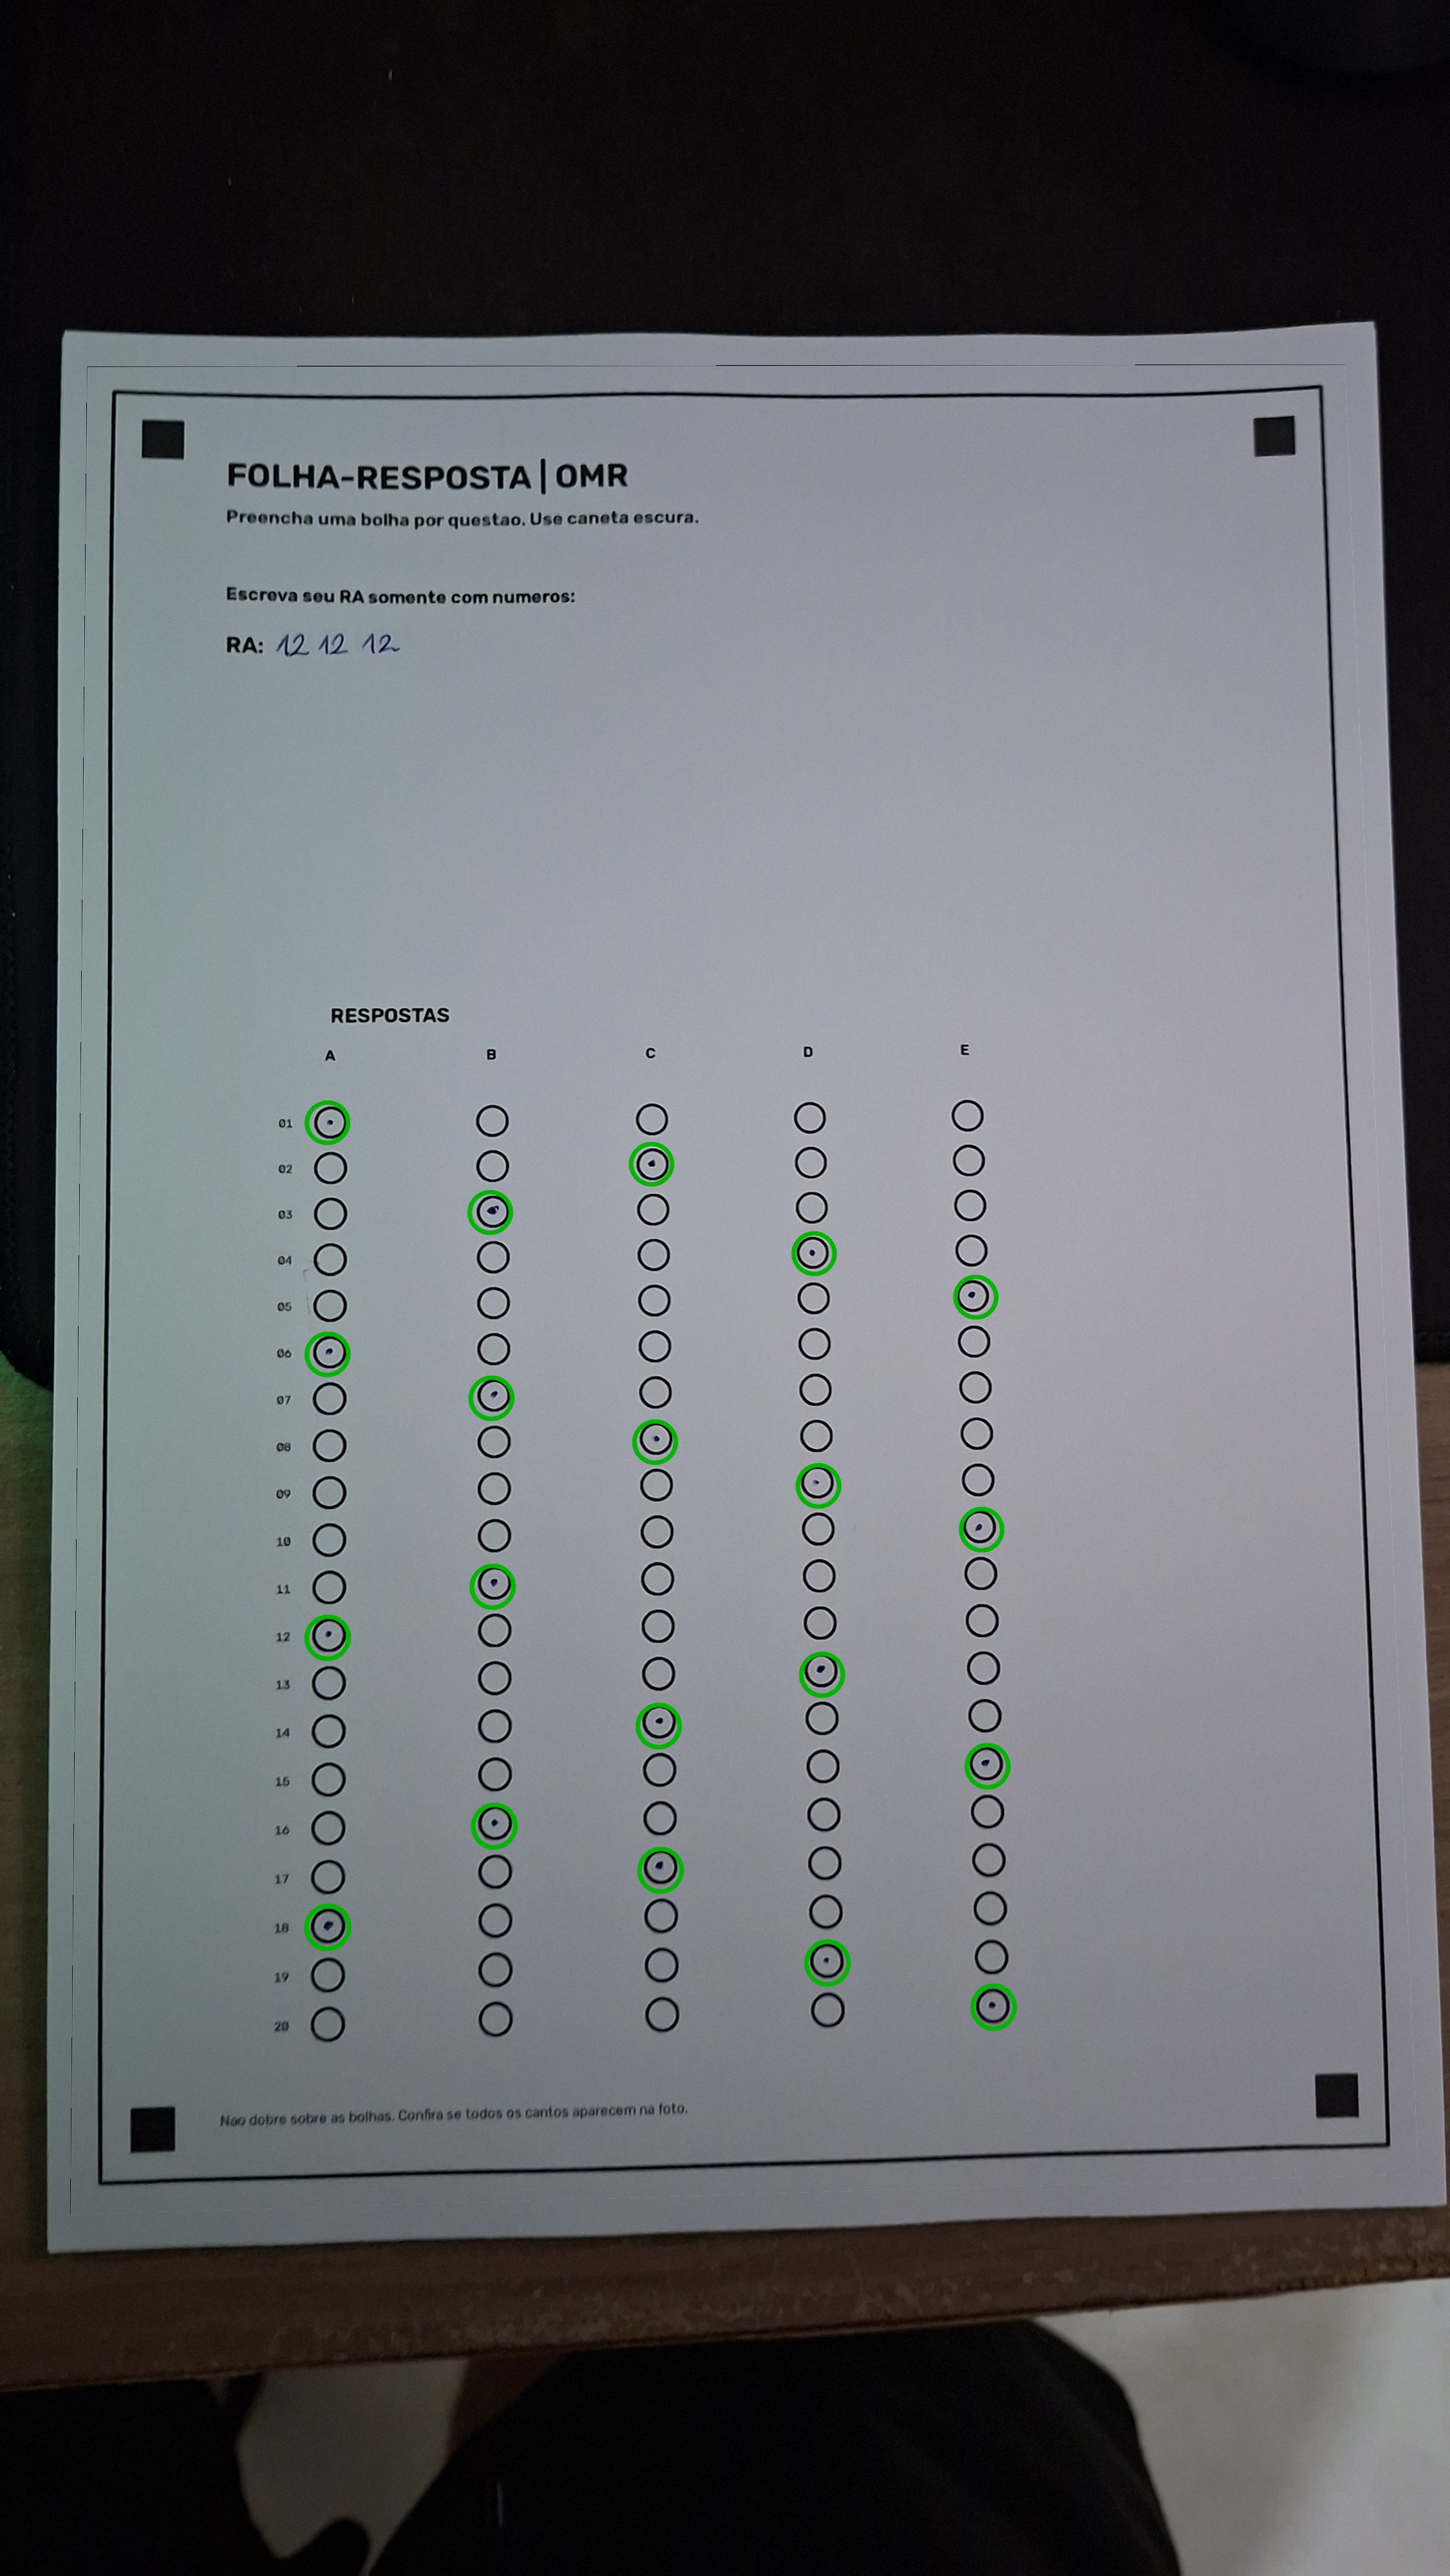 FOLHA-RESPOSTA | OMR
Preencha uma bolha por questao. Use caneta escura.
Escreva seu RA somente com numeros:
RA: 12 12 12
RESPOSTAS
A B C D E
01
02
03
04
05
06
07
08
09
10
11
12
13
14
15
16
17
18
19
20
Nao dobre sobre as bolhas. Confira se todos os cantos aparecem na foto.